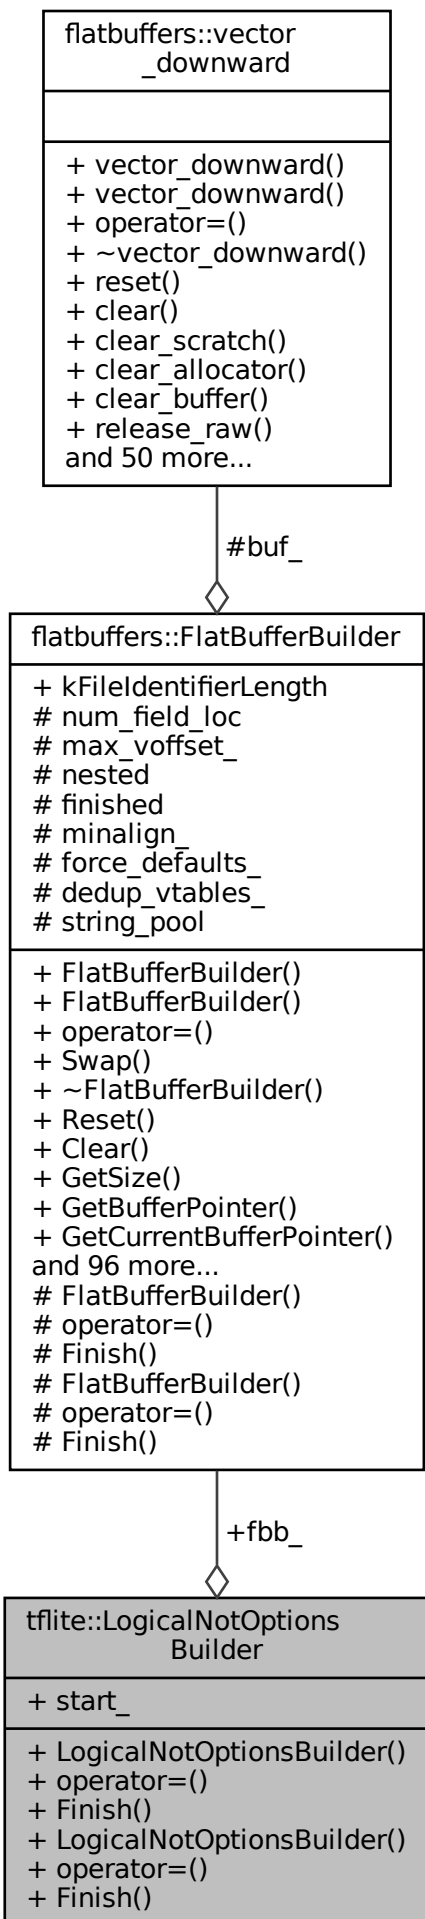 flatbuffers::vector
_downward
+ vector_downward()
+ vector_downward()
+ operator=()
+ ~vector_downward()
+ reset()
+ clear()
+ clear_scratch()
+ clear_allocator()
+ clear_buffer()
+ release_raw()
and 50 more...
#buf_
flatbuffers::FlatBufferBuilder
+ kFileIdentifierLength
# num_field_loc
# max_voffset_
# nested
# finished
# minalign_
# force_defaults_
# dedup_vtables_
# string_pool
+ FlatBufferBuilder()
+ FlatBufferBuilder()
+ operator=()
+ Swap()
+ ~FlatBufferBuilder()
+ Reset()
+ Clear()
+ GetSize()
+ GetBufferPointer()
+ GetCurrentBufferPointer()
and 96 more...
# FlatBufferBuilder()
# operator=()
# Finish()
# FlatBufferBuilder()
# operator=()
# Finish()
+fbb_
tflite::LogicalNotOptions
Builder
+ start_
+ LogicalNotOptionsBuilder()
+ operator=()
+ Finish()
+ LogicalNotOptionsBuilder()
+ operator=()
+ Finish()